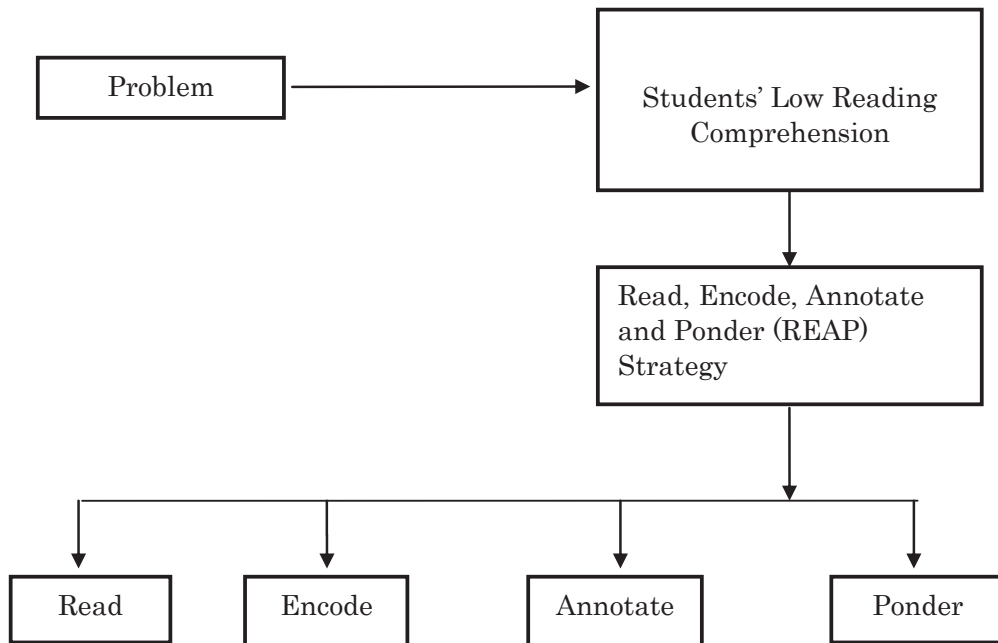 Problem
Students’ Low Reading
Comprehension
Read, Encode, Annotate
and Ponder (REAP)
Strategy
Read
Encode
Annotate
Ponder